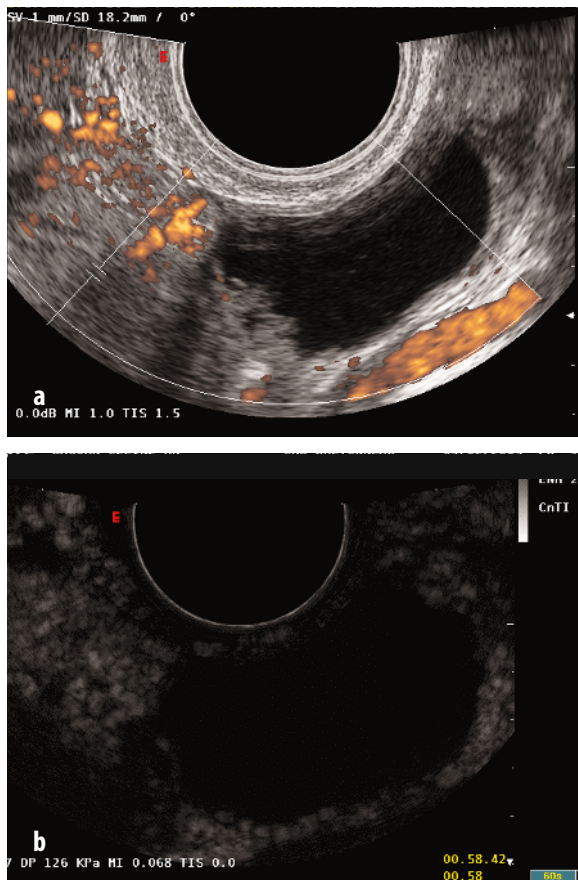 SV 1 mm/SD 18.2mm / 0°
E
a
0.0dB MI 1.0 TIS 1.5
CnTI
E
b
DP 126 KPa MI 0.068 TIS 0.0
00.58.42
00.58
60s